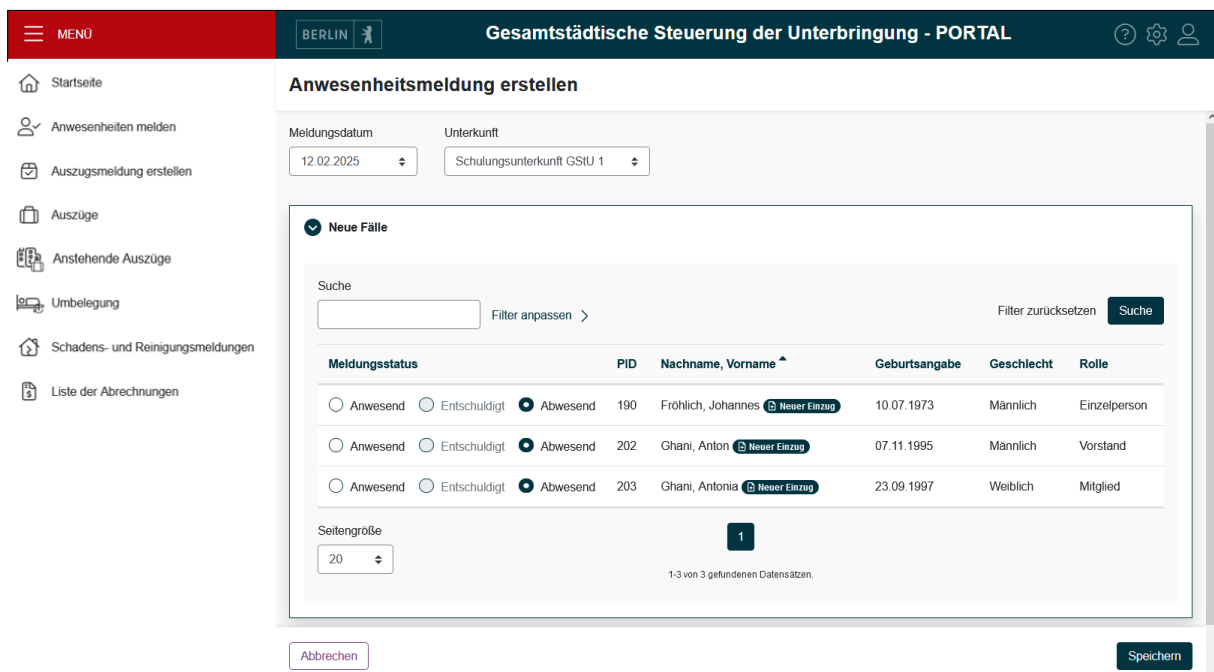 MENÜ
BERLIN
Gesamtstädtische Steuerung der Unterbringung - PORTAL
Startseite
Anwesenheiten melden
Auszugsmeldung erstellen
Auszüge
Anstehende Auszüge
Umbelegung
Schadens- und Reinigungsmeldungen
Liste der Abrechnungen
Anwesenheitsmeldung erstellen
Meldungsdatum Unterkunft
12.02.2025 Schulungsunterkunft GStU 1
Neue Fälle
Suche
Filter anpassen Filter zurücksetzen Suche
Meldungsstatus PID Nachname, Vorname Geburtsangabe Geschlecht Rolle
Anwesend Entschuldigt Abwesend 190 Fröhlich, Johannes Neuer Einzug 10.07.1973 Männlich Einzelperson
Anwesend Entschuldigt Abwesend 202 Ghani, Anton Neuer Einzug 07.11.1995 Männlich Vorstand
Anwesend Entschuldigt Abwesend 203 Ghani, Antonia Neuer Einzug 23.09.1997 Weiblich Mitglied
Seitengröße
20
1
1-3 von 3 gefundenen Datensätzen.
Abbrechen Speichern